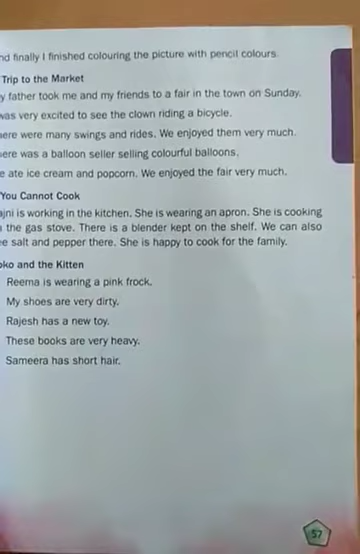 nd finally I finished colouring the picture with pencil colours.
Trip to the Market
y father took me and my friends to a fair in the town on Sunday.
was very excited to see the clown riding a bicycle.
ere were many swings and rides. We enjoyed them very much.
ere was a balloon seller selling colourful balloons.
e ate ice cream and popcorn. We enjoyed the fair very much.
You Cannot Cook
ajni is working in the kitchen. She is wearing an apron. She is cooking
the gas stove. There is a blender kept on the shelf. We can also
e salt and pepper there. She is happy to cook for the family.
oko and the Kitten
Reema is wearing a pink frock.
My shoes are very dirty.
Rajesh has a new toy.
These books are very heavy.
Sameera has short hair.
57